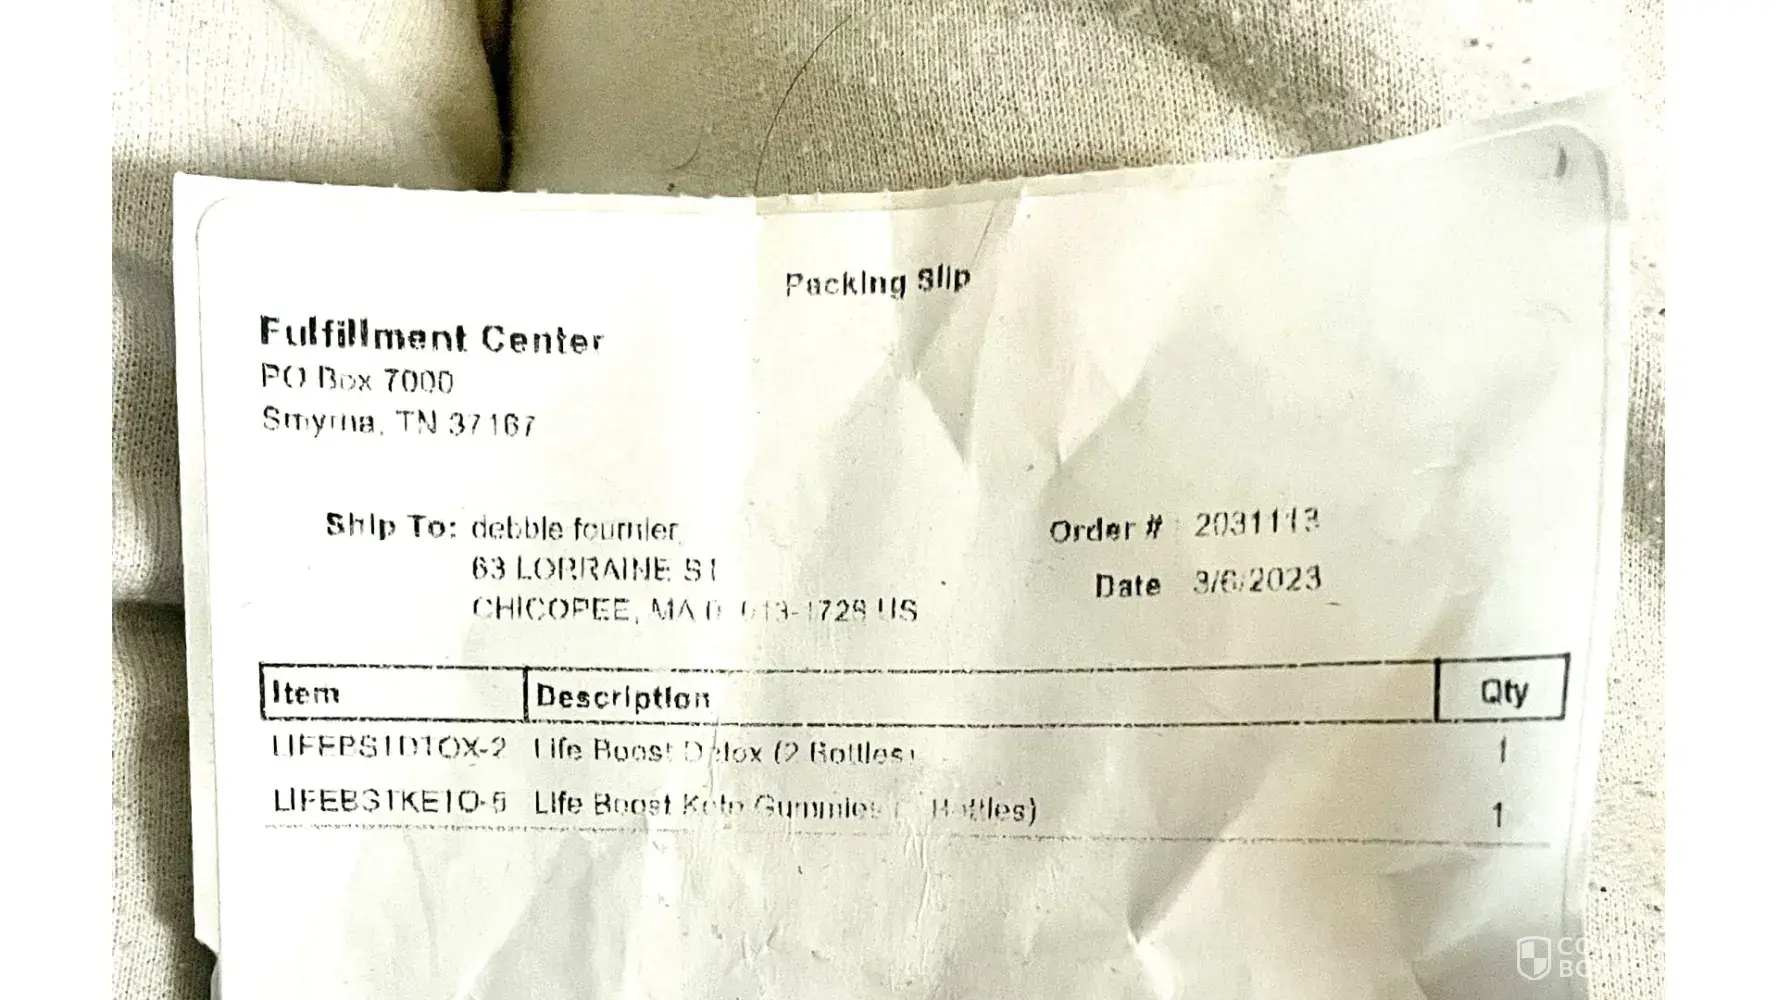 Packing Slip
Fulfillment Center
PO Box 7000
Smyrna, TN 37167
Ship To: debbie fournier
63 LORRAINE ST
CHICOPEE, MA US
Order # 2031113
Date 3/6/2023
Item Description Qty
LIFEBSTDTOX-2 Life Boost Detox (2 Bottles) 1
LIFEBSTKETO-5 Life Boost Keto Gummies ( Bottles) 1